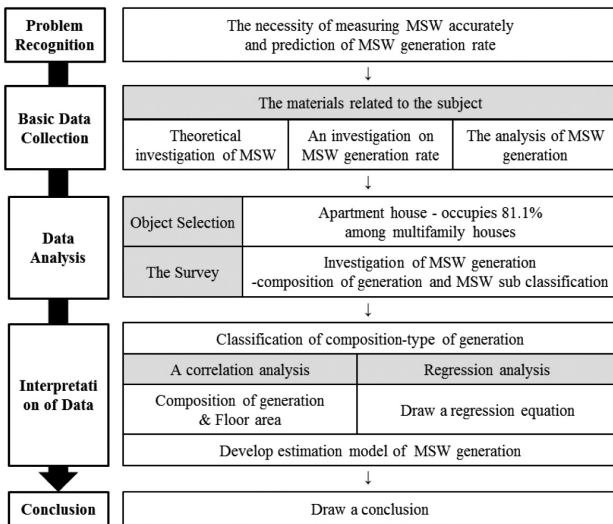 Problem
Recognition
The necessity of measuring MSW accurately
and prediction of MSW generation rate
↓
Basic Data
Collection
The materials related to the subject
Theoretical
investigation of MSW
An investigation on
MSW generation rate
The analysis of MSW
generation
↓
Data
Analysis
Object Selection
Apartment house - occupies 81.1%
among multifamily houses
The Survey
Investigation of MSW generation
-composition of generation and MSW sub classification
↓
Interpretati
on of Data
Classification of composition-type of generation
A correlation analysis
Regression analysis
Composition of generation
& Floor area
Draw a regression equation
Develop estimation model of MSW generation
↓
Conclusion
Draw a conclusion